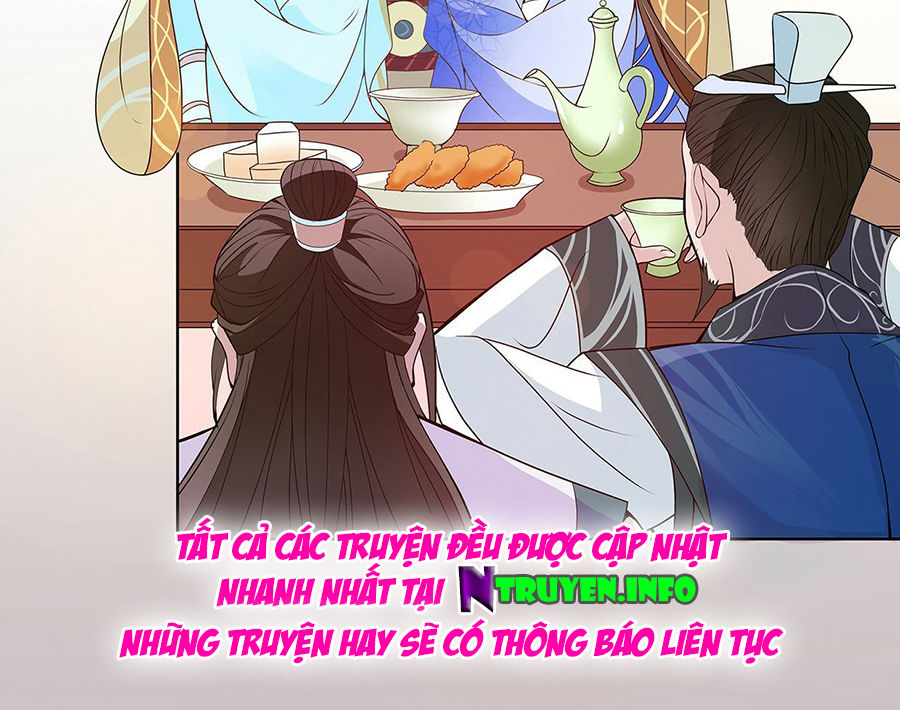 TẤT CẢ CÁC TRUYỆN ĐỀU ĐƯỢC CẬP NHẬT
NHANH NHẤT TẠI NTRUYEN.INFO
NHỮNG TRUYỆN HAY SẼ CÓ THÔNG BÁO LIÊN TỤC